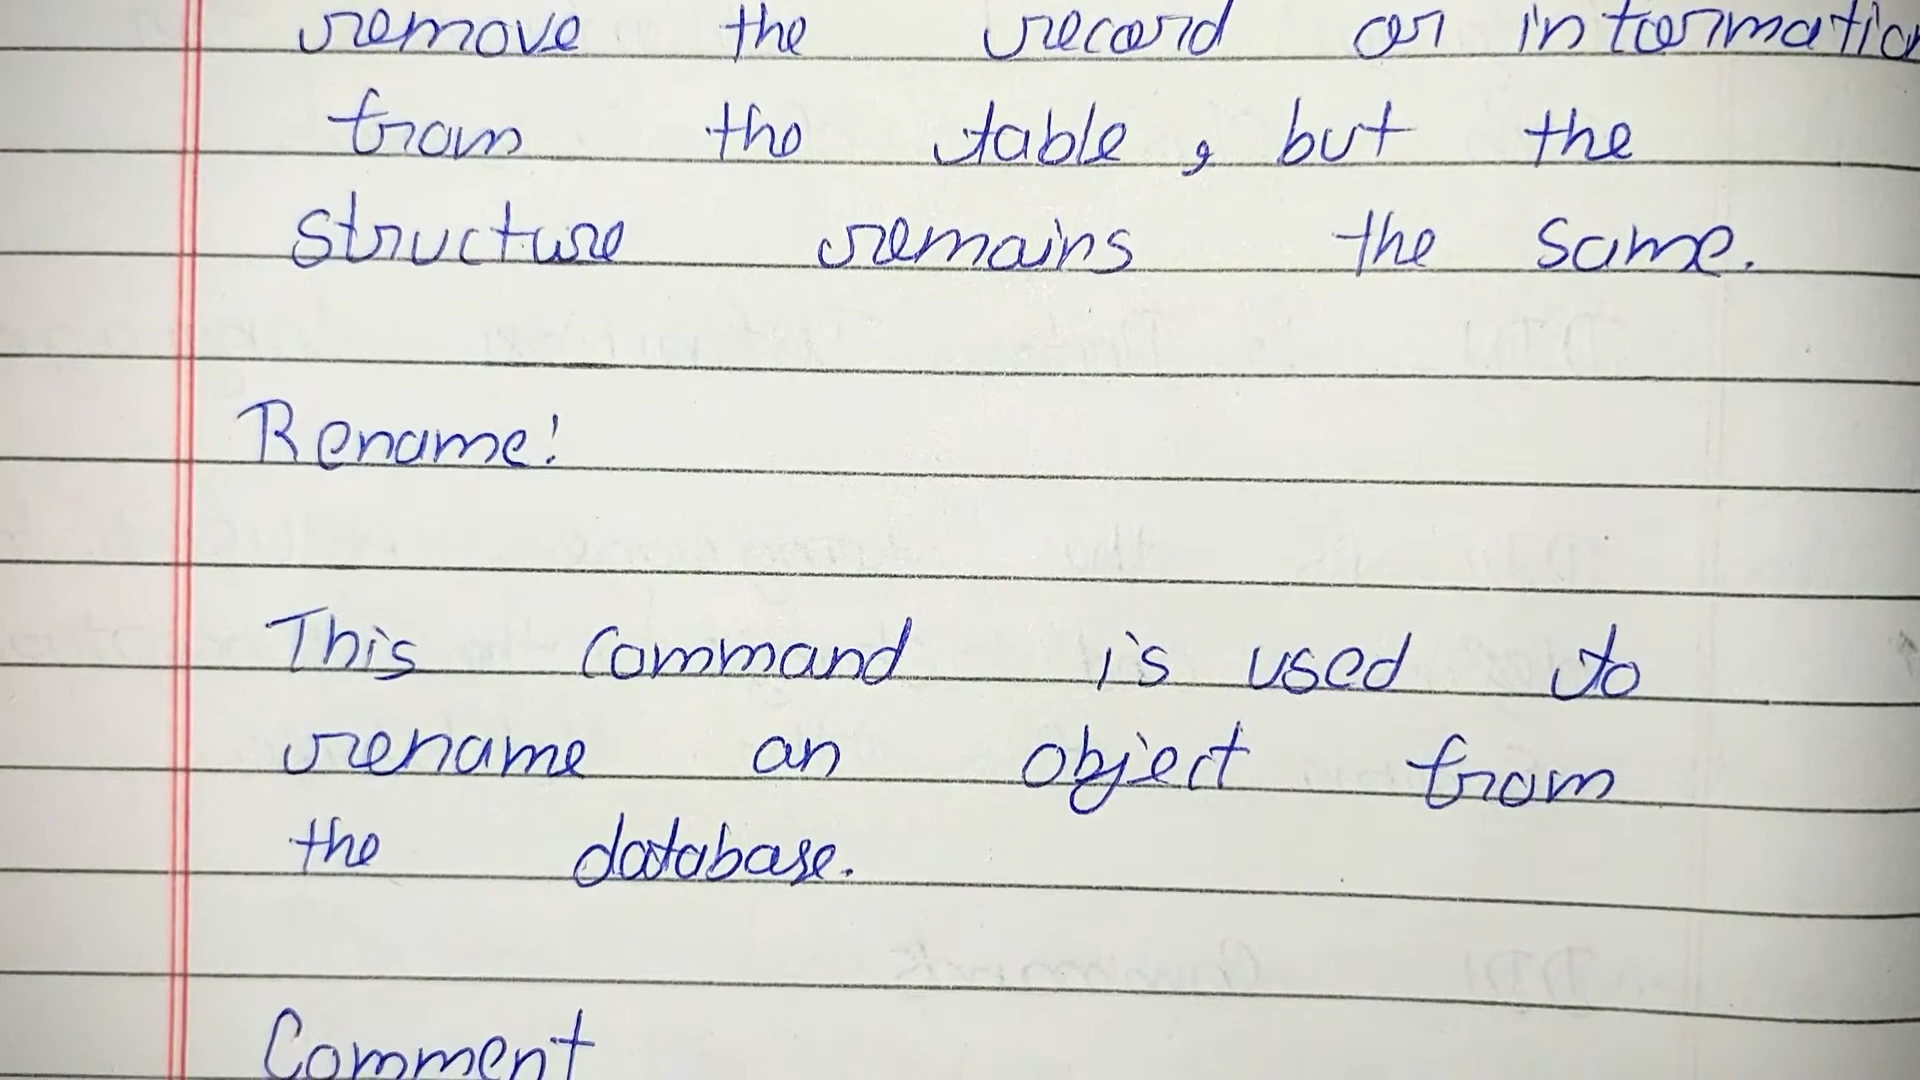 remove the record or informatio
from the table, but the
structure remains the same.
Rename:
This Command is used to
rename an object from
the database.
Comment